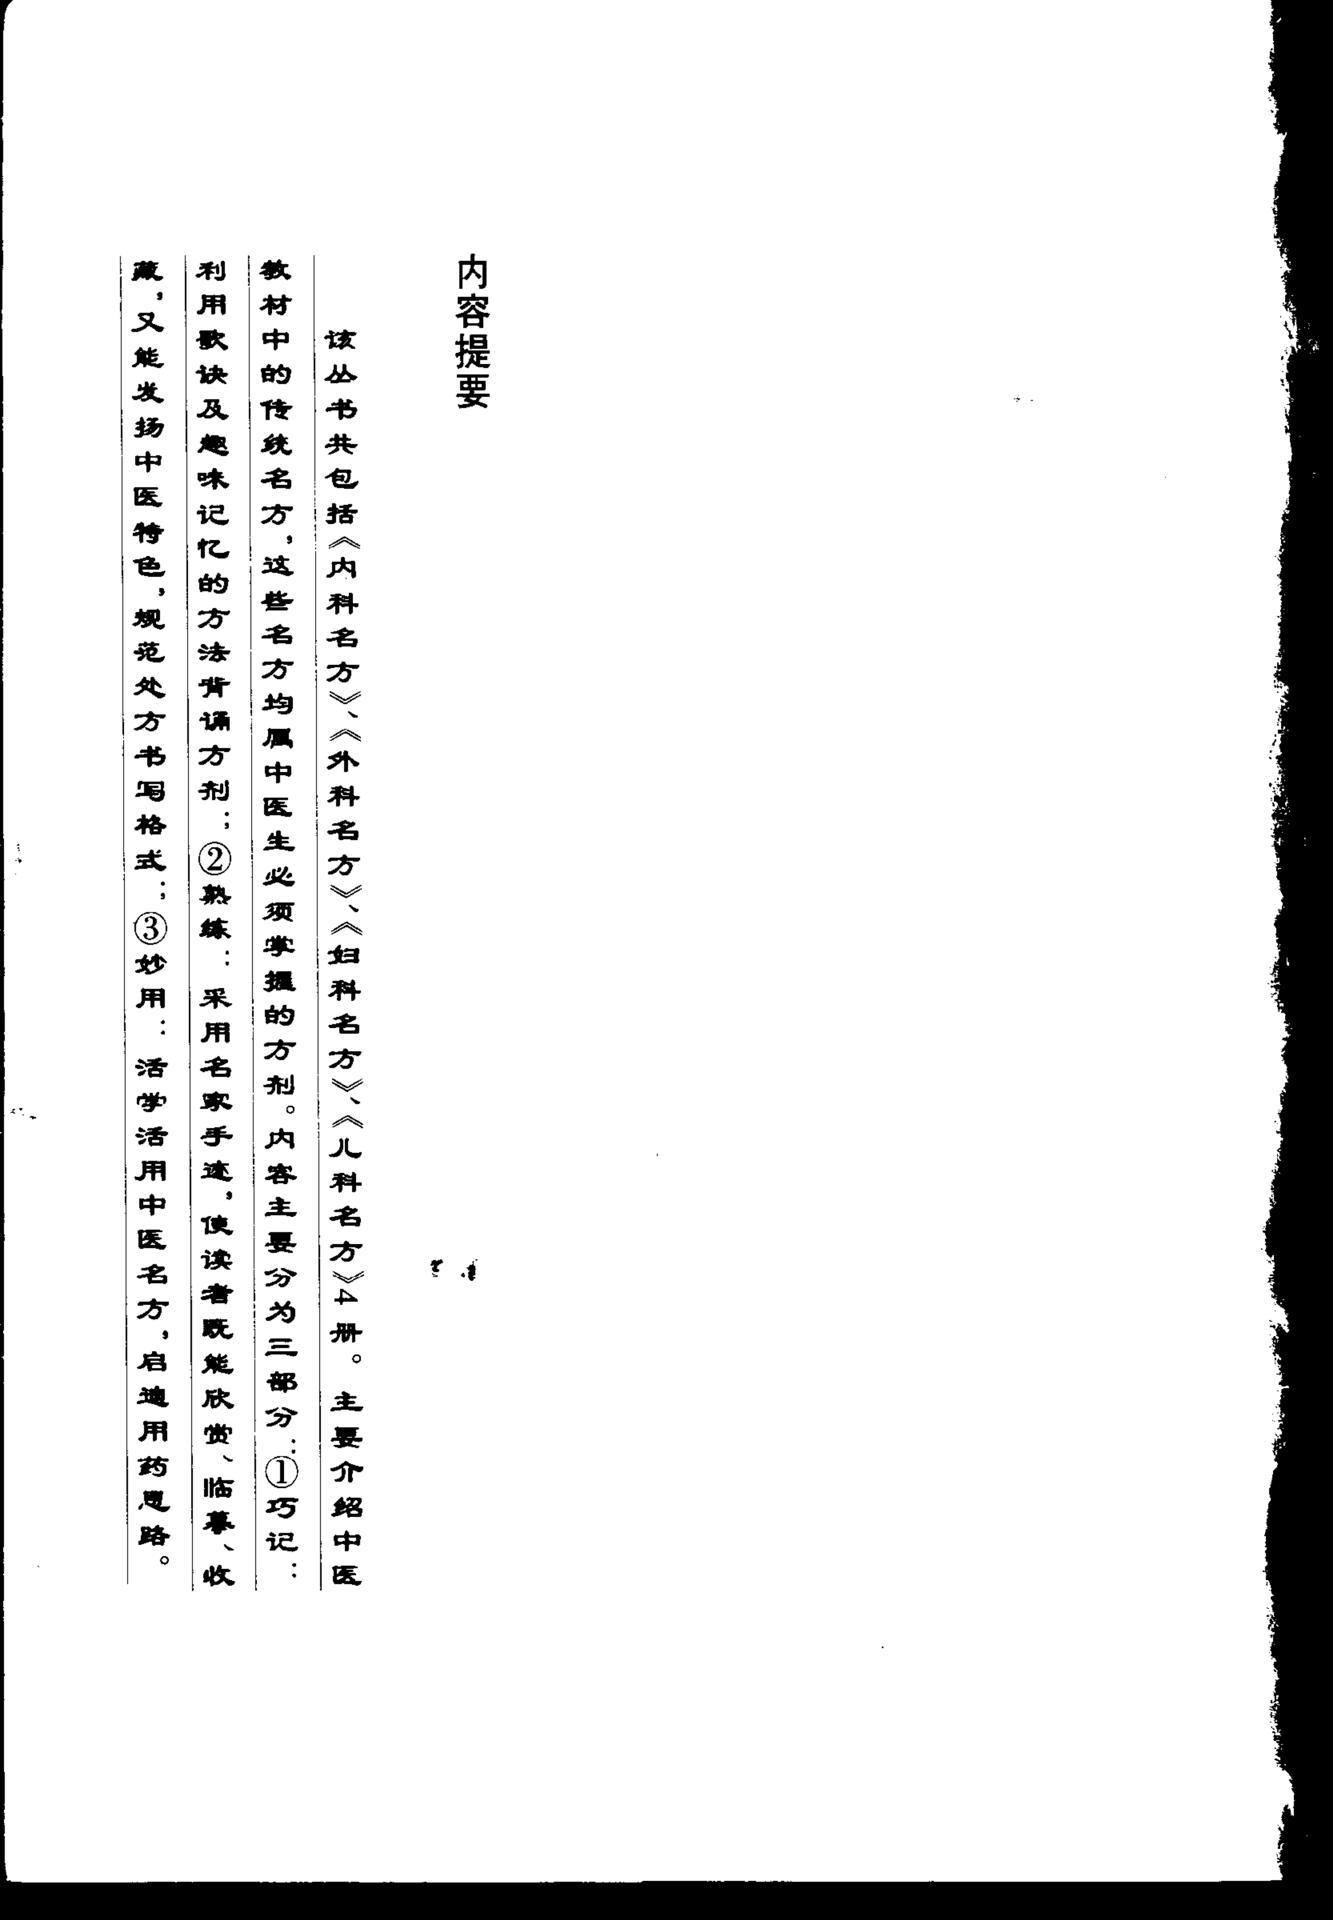 内容提要
该丛书共包括《内科名方》、《外科名方》、《妇科名方》、《儿科名方》4册。主要介绍中医
教材中的传统名方，这些名方均属中医生必须掌握的方剂。内容主要分为三部分：①巧记：
利用歌诀及趣味记忆的方法背诵方剂；②熟练：采用名家手迹，使读者既能欣赏、临摹、收
藏，又能发扬中医特色，规范处方书写格式；③妙用：活学活用中医名方，启迪用药思路。